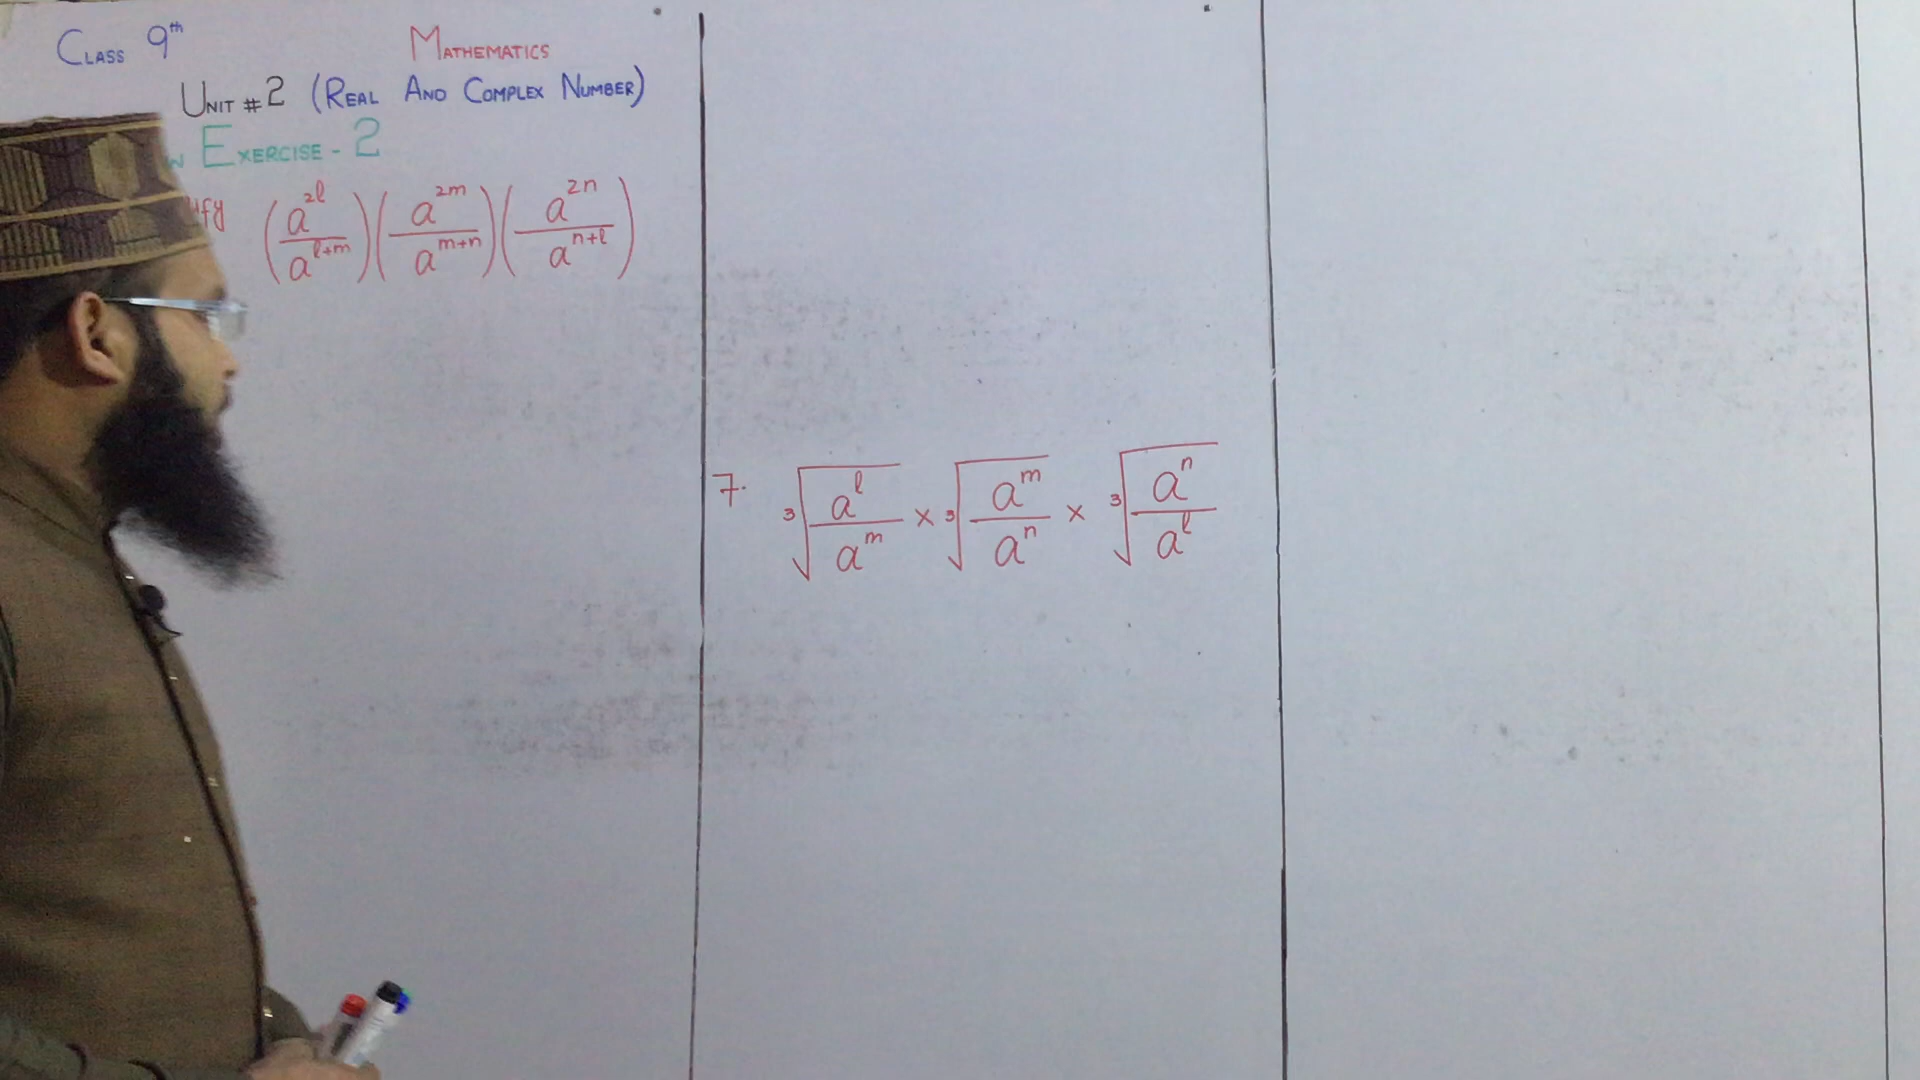 CLASS 9th MATHEMATICS
UNIT # 2 (REAL AND COMPLEX NUMBER)
EXERCISE - 2
(a^{2l}/a^{l+m}) (a^{2m}/a^{m+n}) (a^{2n}/a^{n+l})
7. ∛(a^l/a^m) × ∛(a^m/a^n) × ∛(a^n/a^l)